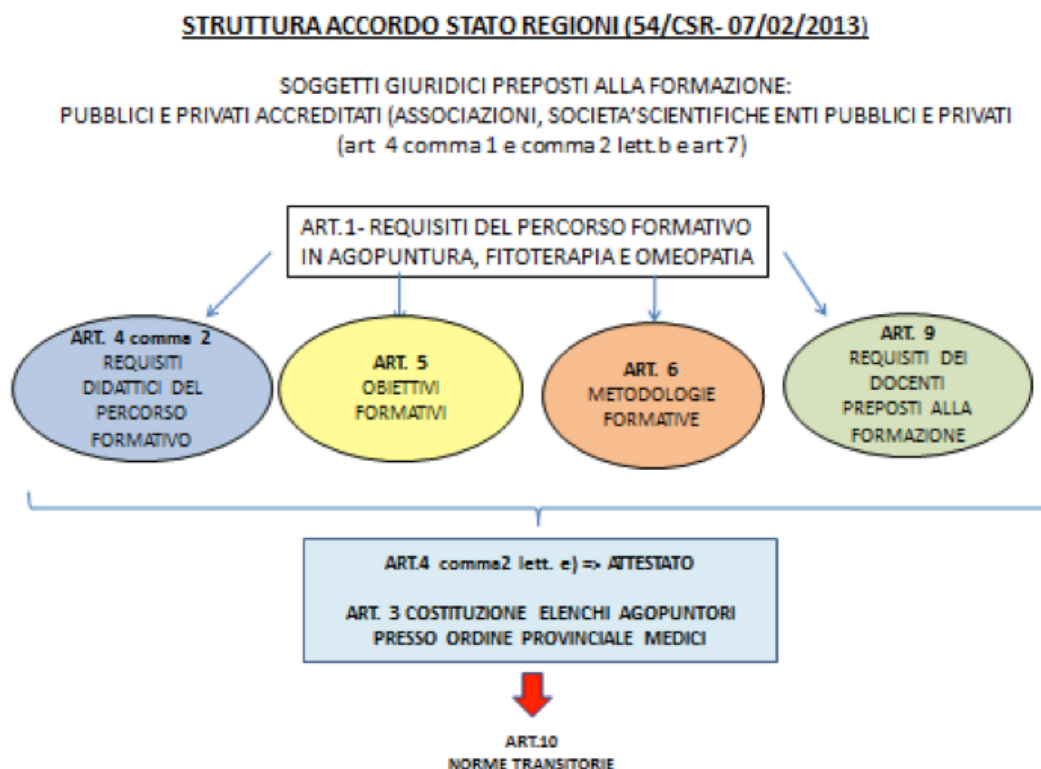 STRUTTURA ACCORDO STATO REGIONI (54/CSR- 07/02/2013)
SOGGETTI GIURIDICI PREPOSTI ALLA FORMAZIONE:
PUBBLICI E PRIVATI ACCREDITATI (ASSOCIAZIONI, SOCIETA'SCIENTIFICHE ENTI PUBBLICI E PRIVATI
(art 4 comma 1 e comma 2 lett.b e art 7)
ART.1- REQUISITI DEL PERCORSO FORMATIVO
IN AGOPUNTURA, FITOTERAPIA E OMEOPATIA
ART. 4 comma 2
REQUISITI
DIDATTICI DEL
PERCORSO
FORMATIVO
ART. 5
OBIETTIVI
FORMATIVI
ART. 6
METODOLOGIE
FORMATIVE
ART. 9
REQUISITI DEI
DOCENTI
PREPOSTI ALLA
FORMAZIONE
ART.4 comma2 lett. e) => ATTESTATO
ART. 3 COSTITUZIONE ELENCHI AGOPUNTORI
PRESSO ORDINE PROVINCIALE MEDICI
ART.10
NORME TRANSITORIE